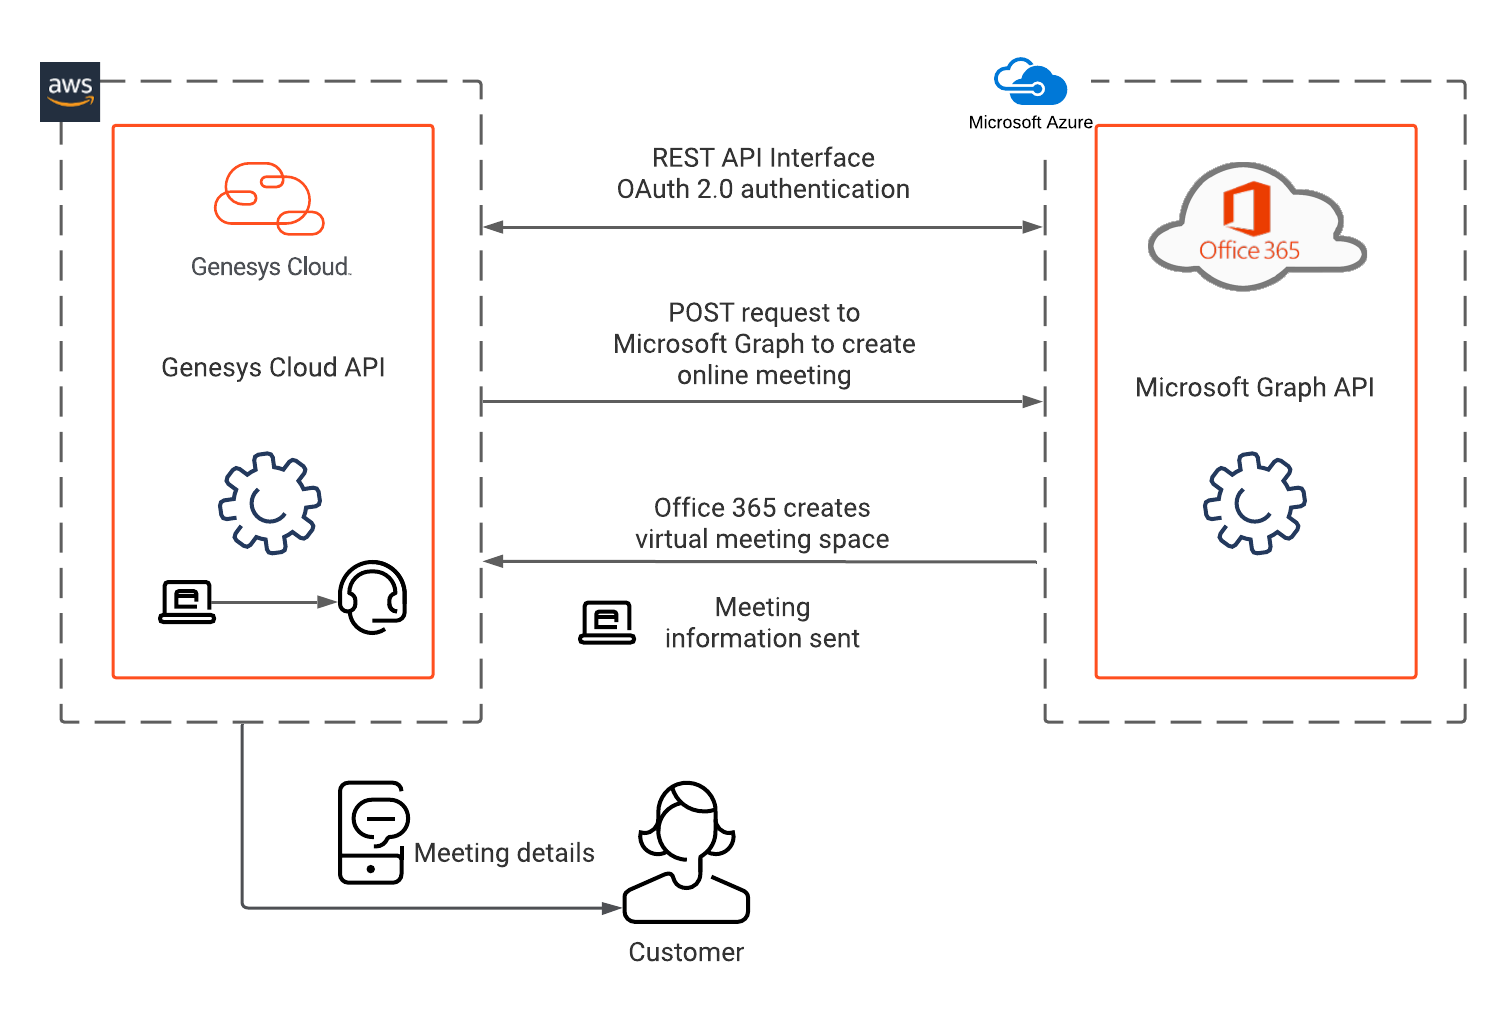 aws
Microsoft Azure
REST API Interface
OAuth 2.0 authentication
Genesys Cloud.
Office 365
POST request to
Microsoft Graph to create
online meeting
Genesys Cloud API
Microsoft Graph API
Office 365 creates
virtual meeting space
Meeting
information sent
Meeting details
Customer